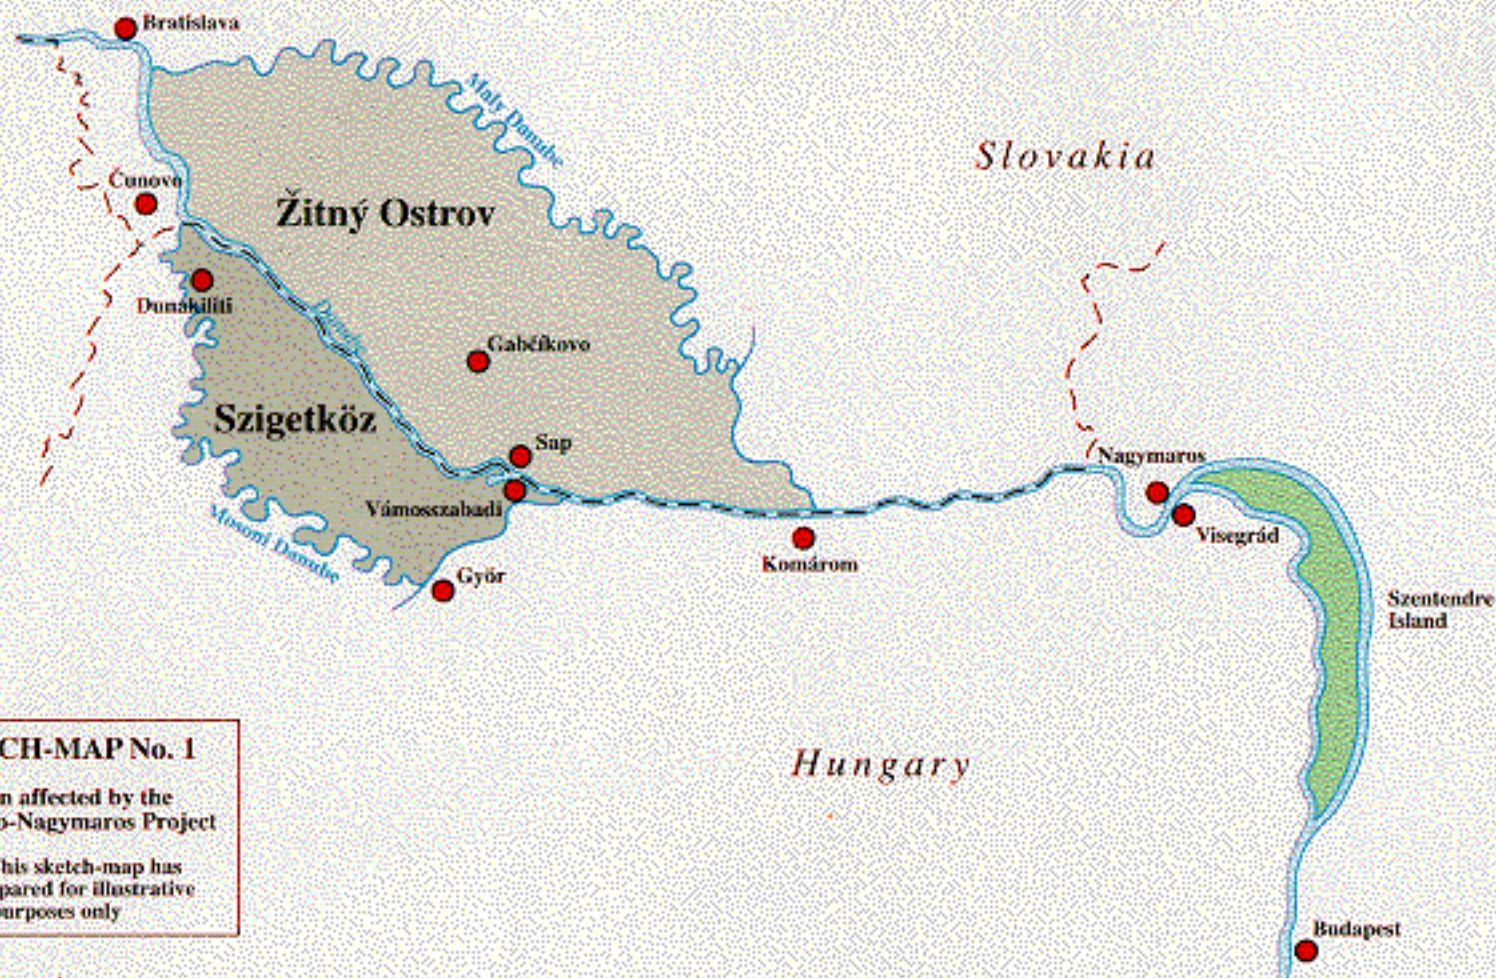 Bratislava
Maly Danube
Slovakia
Čunovo
Žitný Ostrov
Dunakiliti
Gabčíkovo
Szigetköz
Sap
Nagymaros
Vámosszabadi
Visegrád
Mosoni Danube
Komárom
Győr
Szentendre
Island
CH-MAP No. 1
Hungary
n affected by the
o-Nagymaros Project
his sketch-map has
pared for illustrative
urposes only
Budapest